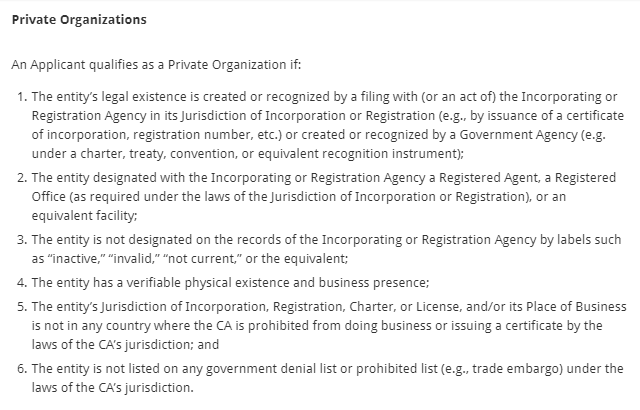 Private Organizations
An Applicant qualifies as a Private Organization if:
1. The entity’s legal existence is created or recognized by a filing with (or an act of) the Incorporating or
Registration Agency in its Jurisdiction of Incorporation or Registration (e.g., by issuance of a certificate
of incorporation, registration number, etc.) or created or recognized by a Government Agency (e.g.
under a charter, treaty, convention, or equivalent recognition instrument);
2. The entity designated with the Incorporating or Registration Agency a Registered Agent, a Registered
Office (as required under the laws of the Jurisdiction of Incorporation or Registration), or an
equivalent facility;
3. The entity is not designated on the records of the Incorporating or Registration Agency by labels such
as “inactive,” “invalid,” “not current,” or the equivalent;
4. The entity has a verifiable physical existence and business presence;
5. The entity’s Jurisdiction of Incorporation, Registration, Charter, or License, and/or its Place of Business
is not in any country where the CA is prohibited from doing business or issuing a certificate by the
laws of the CA’s jurisdiction; and
6. The entity is not listed on any government denial list or prohibited list (e.g., trade embargo) under the
laws of the CA’s jurisdiction.